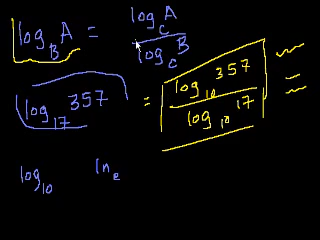 log_B A = log_C A / log_C B
log_17 357 = log_10 357 / log_10 17
log_10 ln_e